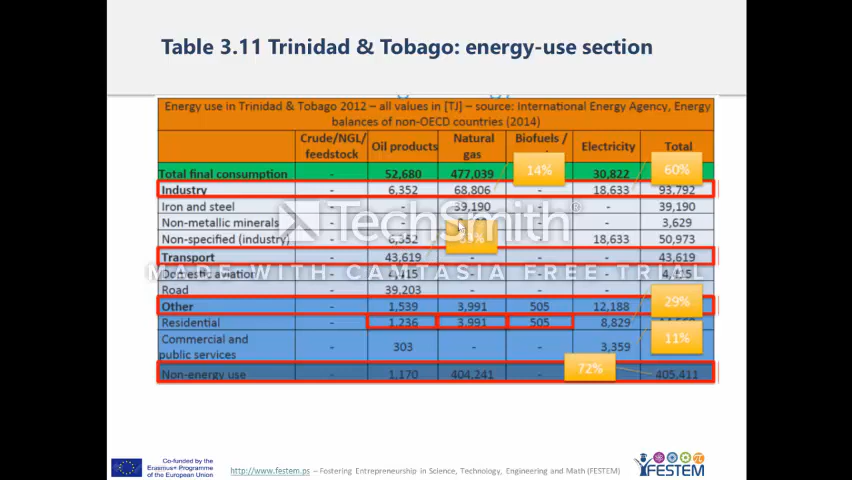 Table 3.11 Trinidad & Tobago: energy-use section
Energy use in Trinidad & Tobago 2012 – all values in [TJ] – source: International Energy Agency, Energy
balances of non-OECD countries (2014)
Crude/NGL/ feedstock Oil products Natural gas Biofuels / Electricity Total
Total final consumption - 52,680 477,039 14% 30,822 60%
Industry - 6,352 68,806 - 18,633 93,792
Iron and steel - - 39,190 - - 39,190
Non-metallic minerals - - - - 3,629
Non-specified (industry) - 6,352 - 18,633 50,973
Transport - 43,619 - - - 43,619
Domestic aviation - 4,415 - - - 4,415
Road - 39,203 - - -
Other - 1,539 3,991 505 12,188 29%
Residential - 1,236 3,991 505 8,829
Commercial and
public services - 303 - - 3,359 11%
Non-energy use - 1,170 404,241 - 72% 405,411
TechSmith®
MADE WITH CAMTASIA FREE TRIAL
Co-funded by the
Erasmus+ Programme
of the European Union
http://www.festem.ps – Fostering Entrepreneurship in Science, Technology, Engineering and Math (FESTEM)
FESTEM